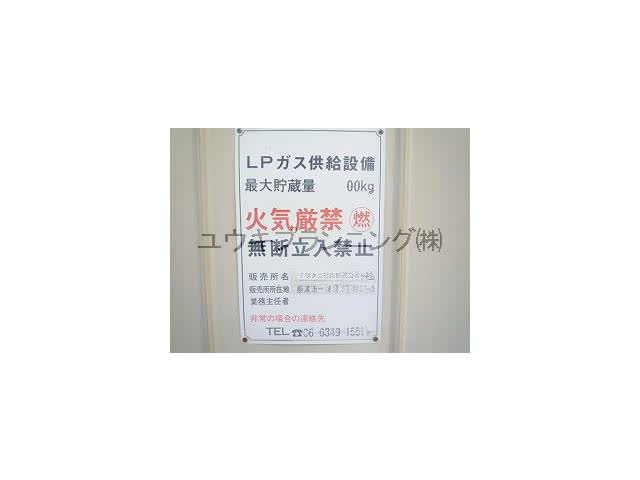 LPガス供給設備
最大貯蔵量 00kg
火気厳禁 燃
ユウキプランニング㈱
無断立入禁止
販売所名
販売所所在地
業務主任者
非常の場合の連絡先
TEL ☎06-6349-1551